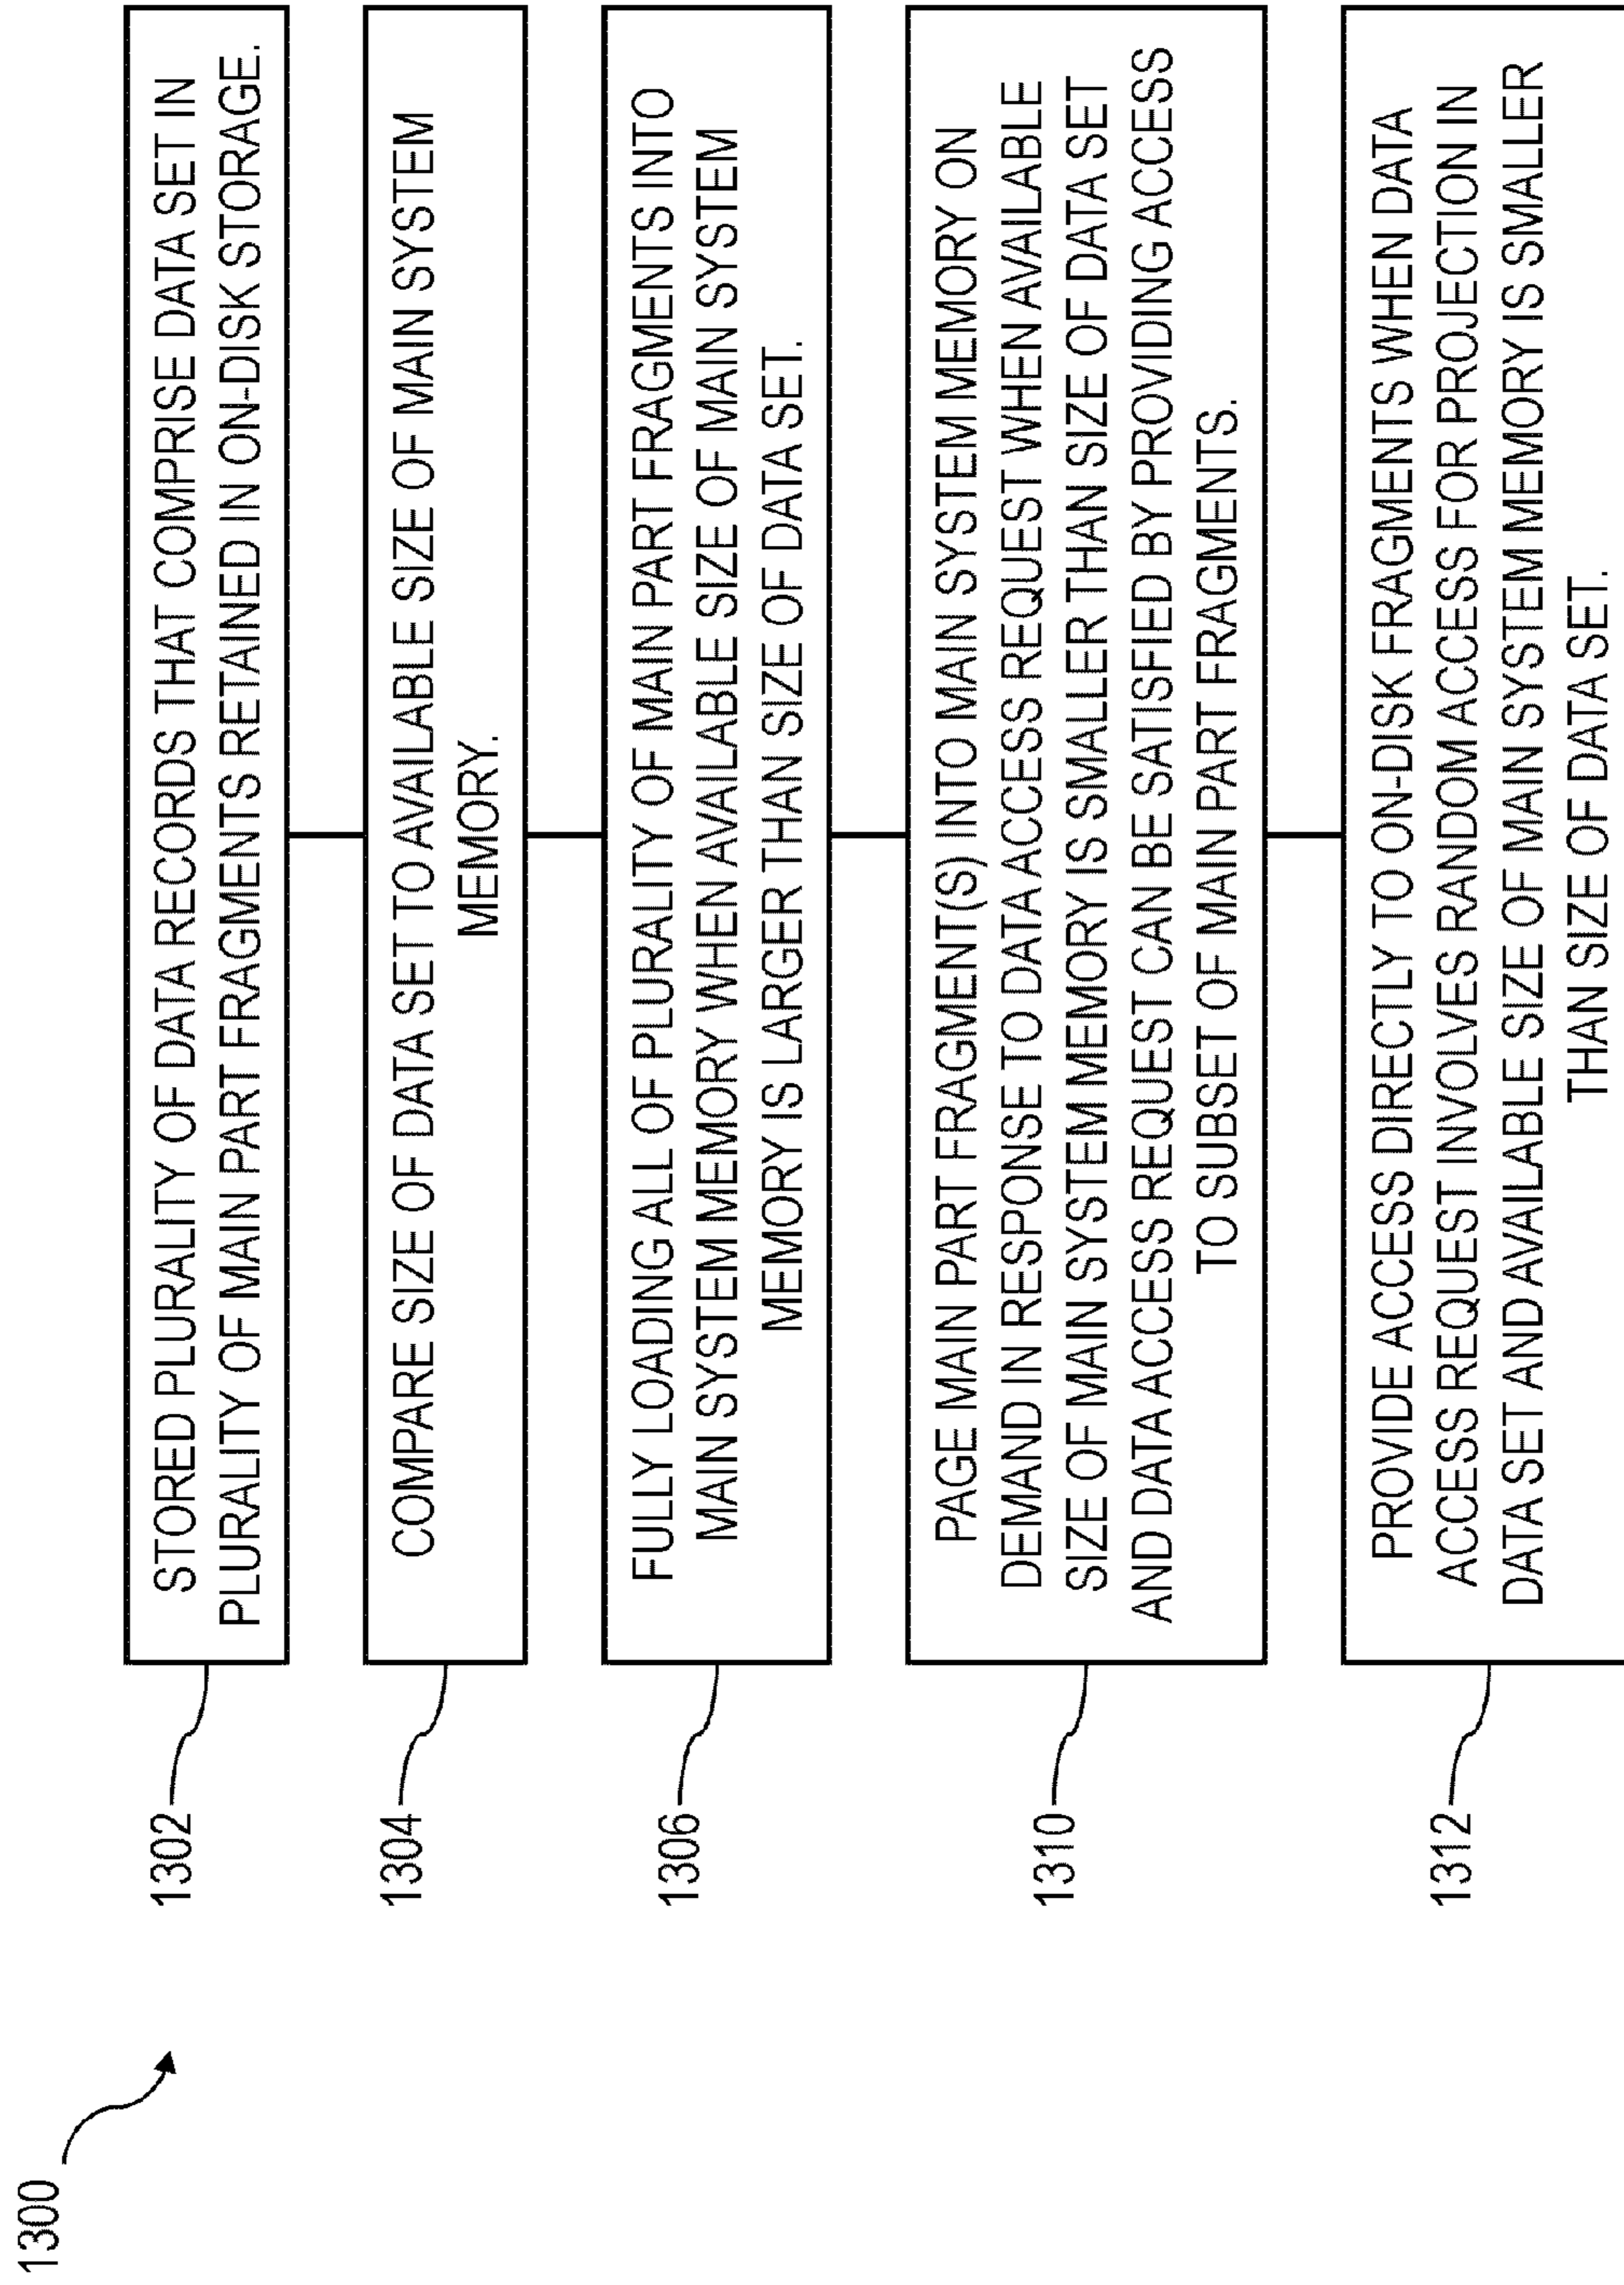 1300
1302
STORED PLURALITY OF DATA RECORDS THAT COMPRISE DATA SET IN
PLURALITY OF MAIN PART FRAGMENTS RETAINED IN ON-DISK STORAGE.
1304
COMPARE SIZE OF DATA SET TO AVAILABLE SIZE OF MAIN SYSTEM
MEMORY.
1306
FULLY LOADING ALL OF PLURALITY OF MAIN PART FRAGMENTS INTO
MAIN SYSTEM MEMORY WHEN AVAILABLE SIZE OF MAIN SYSTEM
MEMORY IS LARGER THAN SIZE OF DATA SET.
1310
PAGE MAIN PART FRAGMENT(S) INTO MAIN SYSTEM MEMORY ON
DEMAND IN RESPONSE TO DATA ACCESS REQUEST WHEN AVAILABLE
SIZE OF MAIN SYSTEM MEMORY IS SMALLER THAN SIZE OF DATA SET
AND DATA ACCESS REQUEST CAN BE SATISFIED BY PROVIDING ACCESS
TO SUBSET OF MAIN PART FRAGMENTS.
1312
PROVIDE ACCESS DIRECTLY TO ON-DISK FRAGMENTS WHEN DATA
ACCESS REQUEST INVOLVES RANDOM ACCESS FOR PROJECTION IN
DATA SET AND AVAILABLE SIZE OF MAIN SYSTEM MEMORY IS SMALLER
THAN SIZE OF DATA SET.